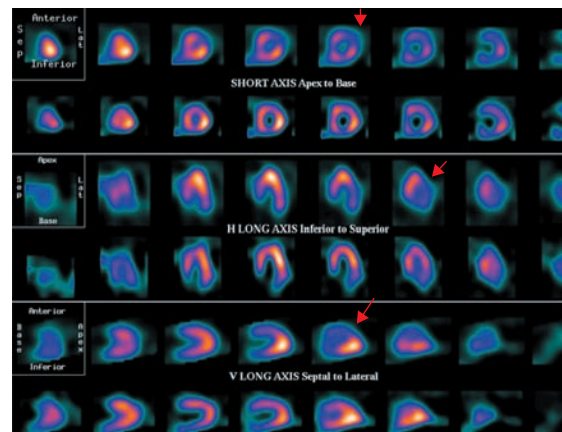 Anterior
Sep
Lat
Inferior
SHORT AXIS Apex to Base
Apex
Sep
Lat
Base
H LONG AXIS Inferior to Superior
Anterior
Base
Apex
Inferior
V LONG AXIS Septal to Lateral